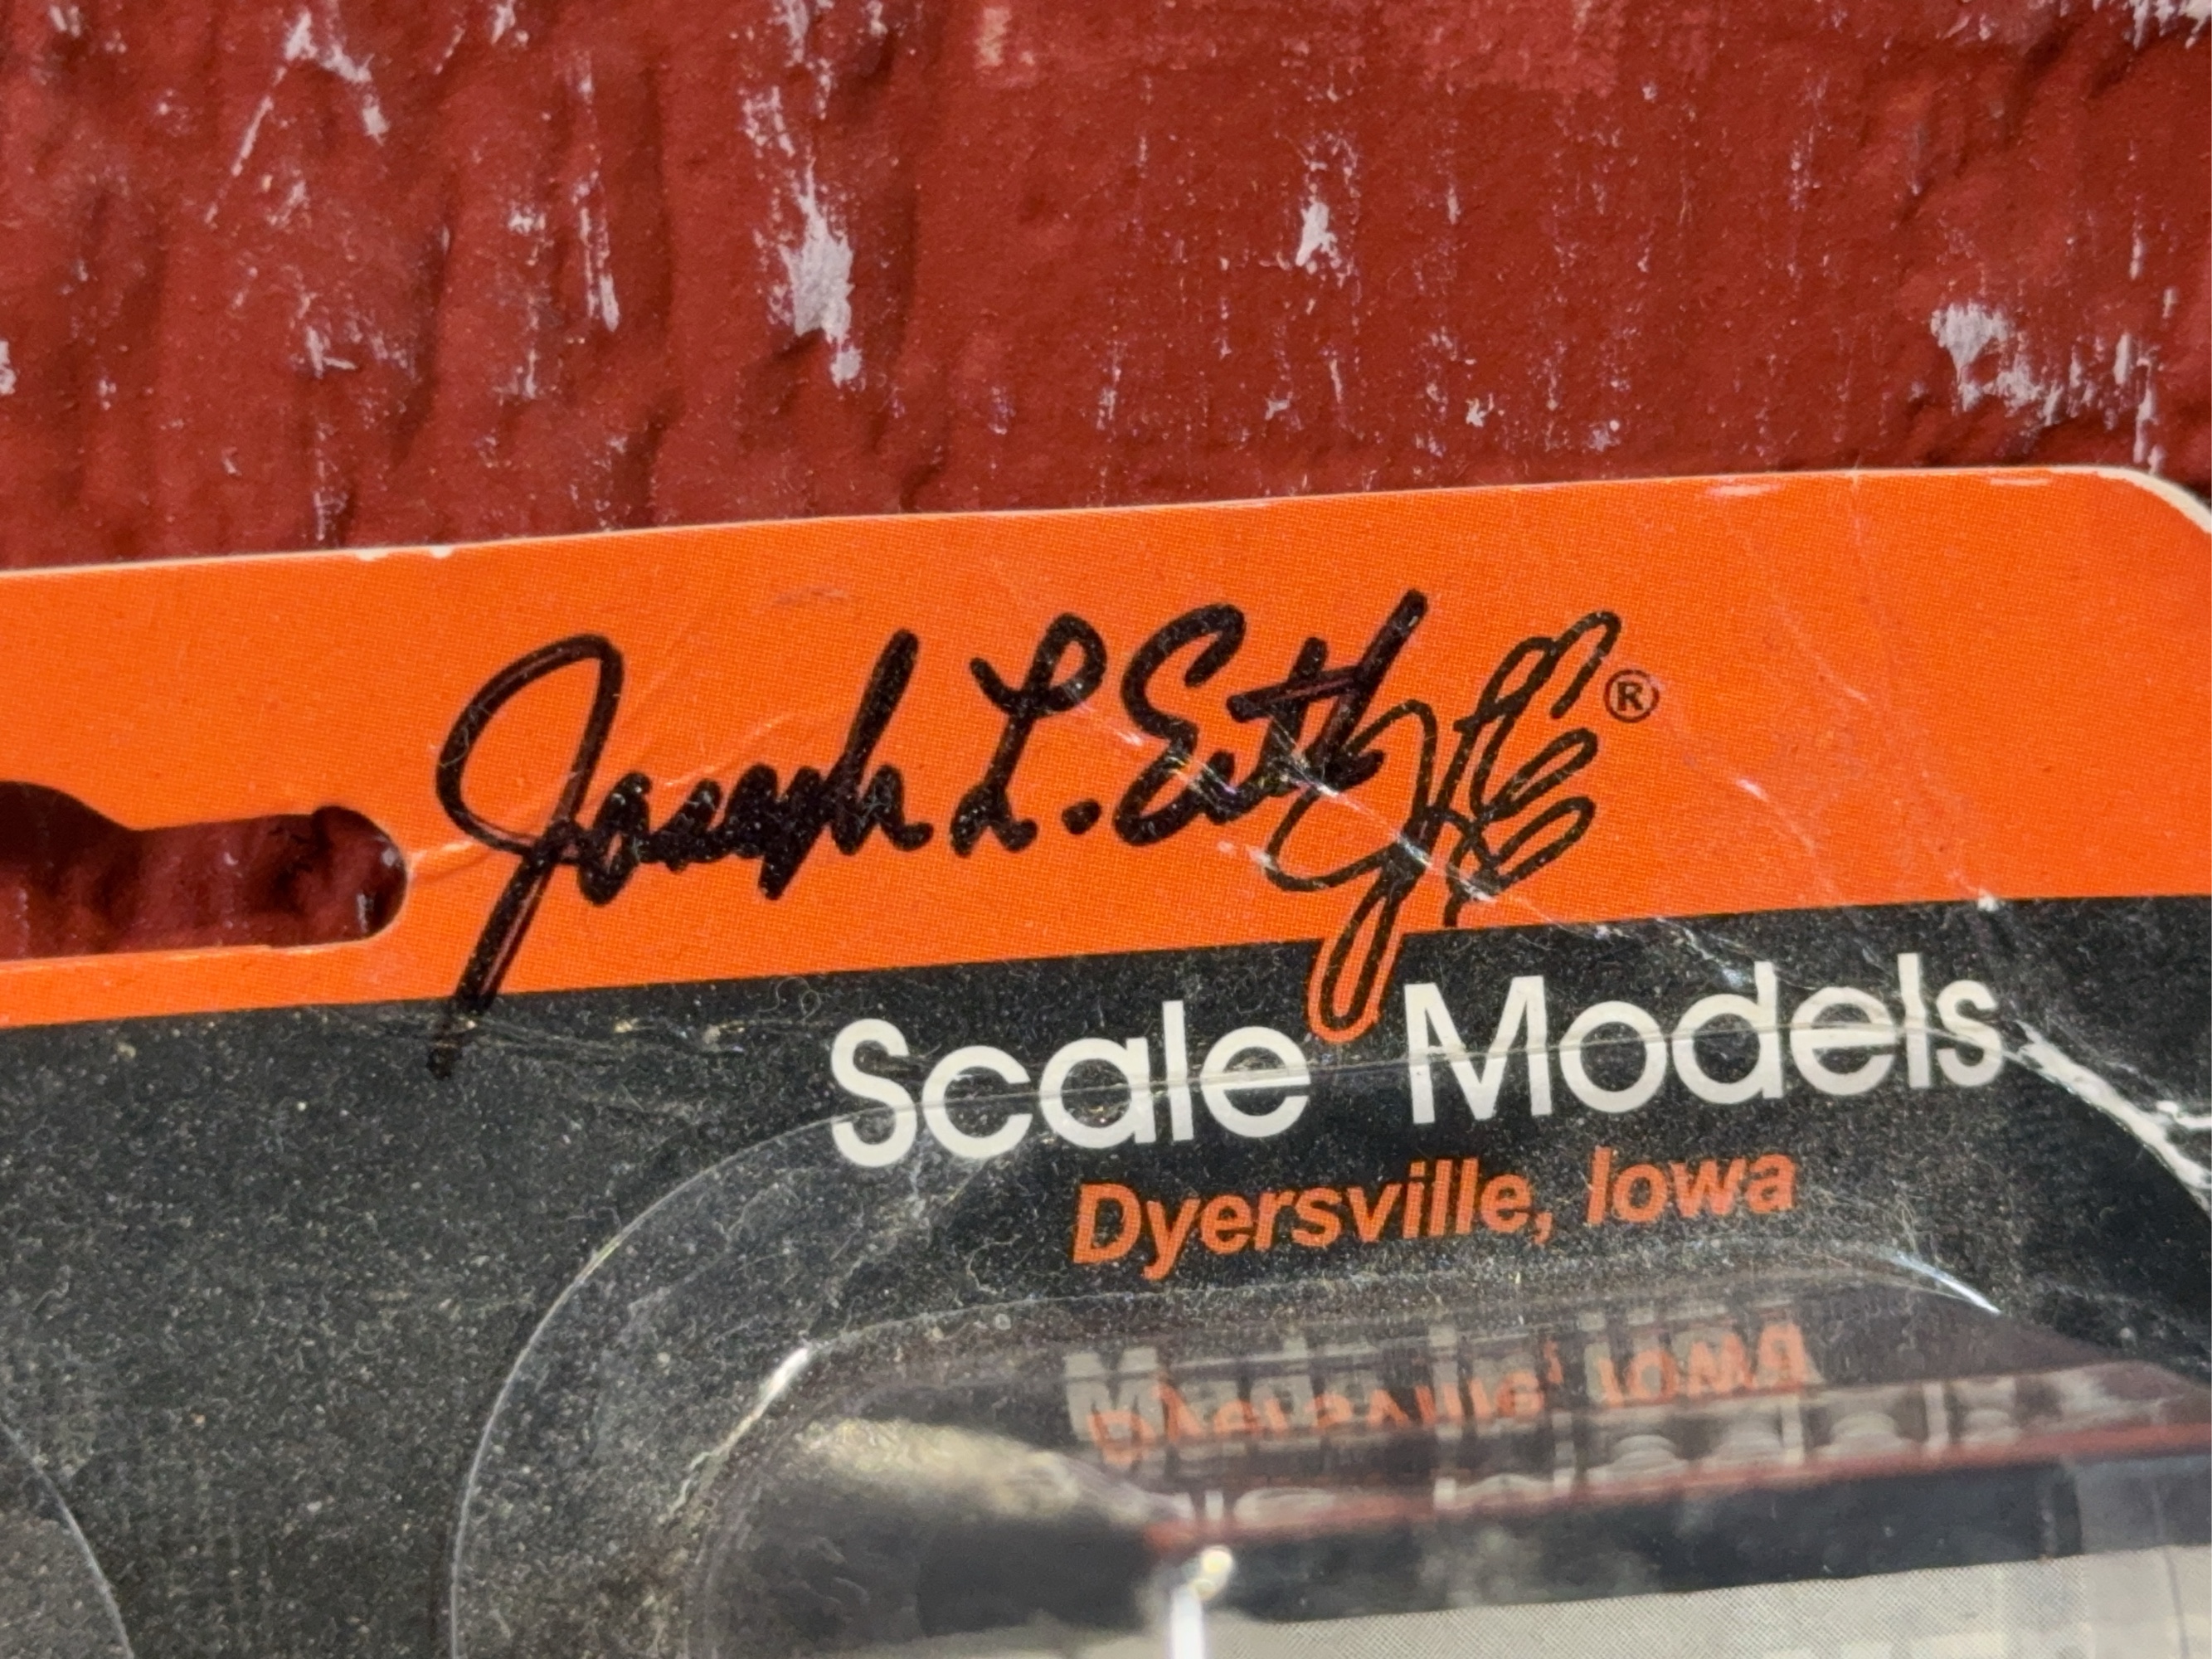 Joseph L. Ertl ®
Scale Models
Dyersville, Iowa